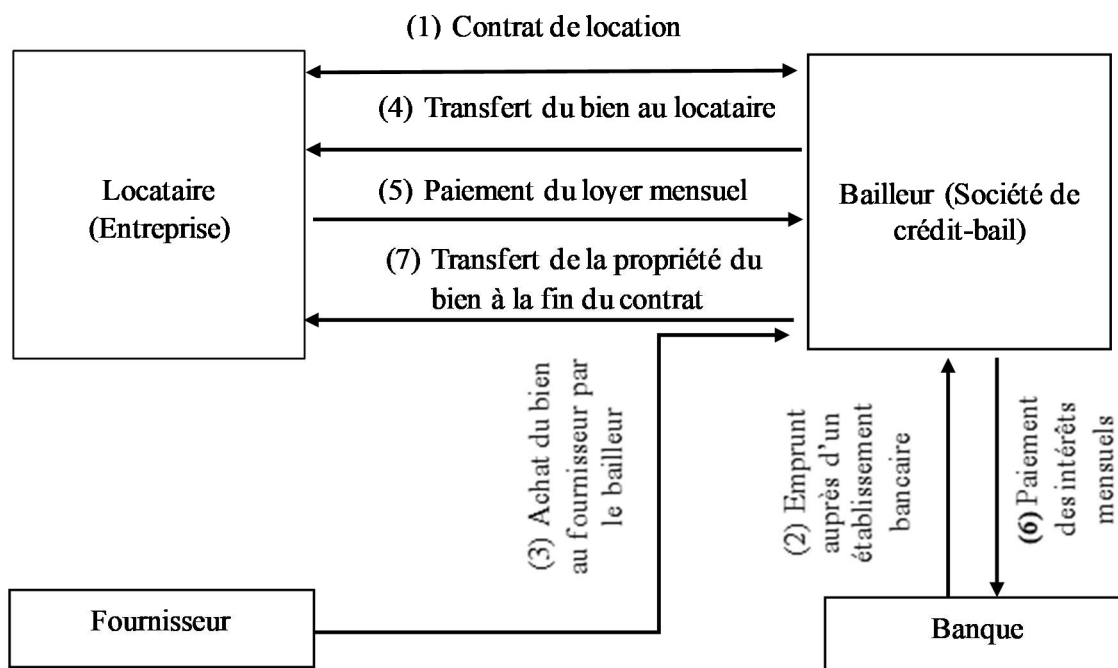 (1) Contrat de location
(4) Transfert du bien au locataire
Locataire
(Entreprise)
(5) Paiement du loyer mensuel
Bailleur (Société de
crédit-bail)
(7) Transfert de la propriété du
bien à la fin du contrat
(3) Achat du bien
au fournisseur par
le bailleur
(2) Emprunt
auprès d'un
établissement
bancaire
(6) Paiement
des intérêts
mensuels
Fournisseur
Banque